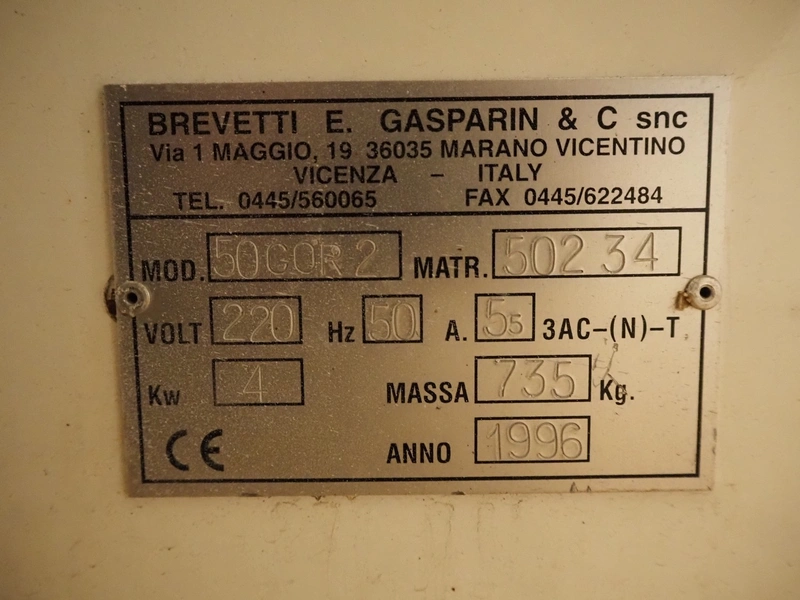 BREVETTI E. GASPARIN & C snc
Via 1 MAGGIO, 19 36035 MARANO VICENTINO
VICENZA - ITALY
TEL. 0445/560065 FAX 0445/622484
MOD. 50GOR 2 MATR. 502 34
VOLT 220 Hz 50 A. 55 3AC-(N)-T
Kw 4 MASSA 735 Kg.
CE ANNO 1996